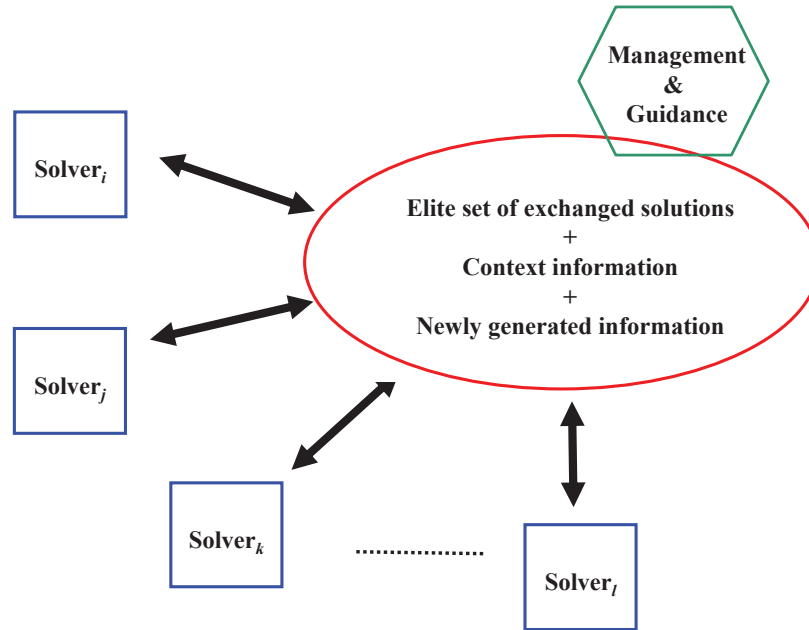 Management
&
Guidance
Solverᵢ
Elite set of exchanged solutions
+
Context information
+
Newly generated information
Solverⱼ
Solverₖ
Solverₗ